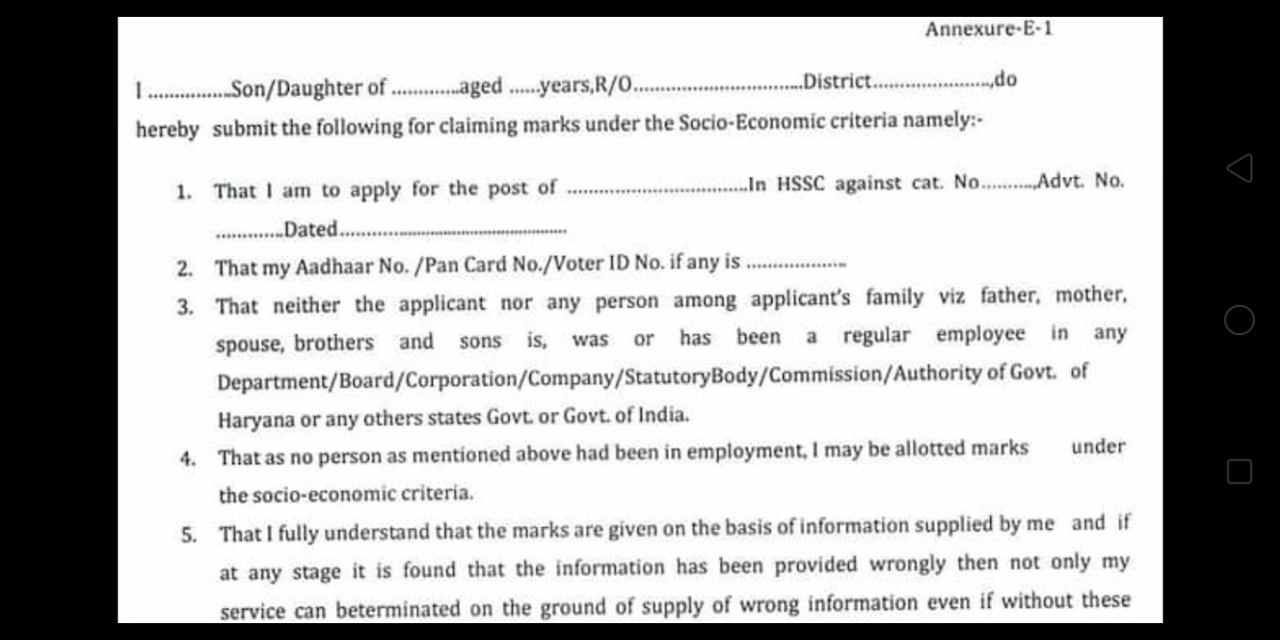 Annexure-E-1
I ................Son/Daughter of .............aged ......years,R/O................................District......................,do
hereby submit the following for claiming marks under the Socio-Economic criteria namely:-
1. That I am to apply for the post of ..................................In HSSC against cat. No..........,Advt. No.
.............Dated...........................................
2. That my Aadhaar No. /Pan Card No./Voter ID No. if any is ...................
3. That neither the applicant nor any person among applicant's family viz father, mother,
spouse, brothers and sons is, was or has been a regular employee in any
Department/Board/Corporation/Company/StatutoryBody/Commission/Authority of Govt. of
Haryana or any others states Govt. or Govt. of India.
4. That as no person as mentioned above had been in employment, I may be allotted marks under
the socio-economic criteria.
5. That I fully understand that the marks are given on the basis of information supplied by me and if
at any stage it is found that the information has been provided wrongly then not only my
service can beterminated on the ground of supply of wrong information even if without these